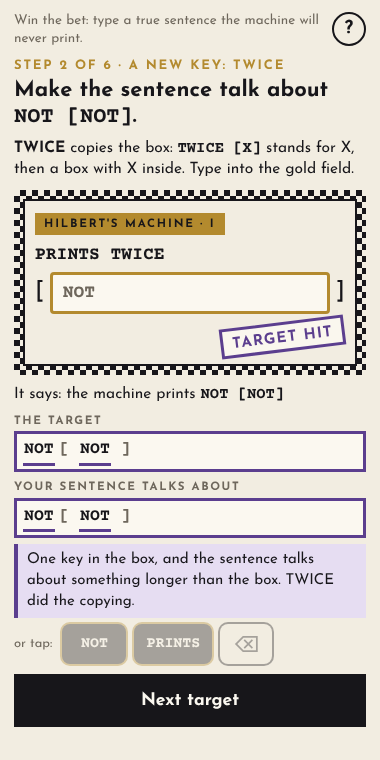 Win the bet: type a true sentence the machine will
never print.
?
STEP 2 OF 6 · A NEW KEY: TWICE
Make the sentence talk about
NOT [NOT].
TWICE copies the box: TWICE [X] stands for X,
then a box with X inside. Type into the gold field.
HILBERT'S MACHINE · I
PRINTS TWICE
[ NOT ]
TARGET HIT
It says: the machine prints NOT [NOT]
THE TARGET
NOT [ NOT ]
YOUR SENTENCE TALKS ABOUT
NOT [ NOT ]
One key in the box, and the sentence talks
about something longer than the box. TWICE
did the copying.
or tap: NOT PRINTS
Next target